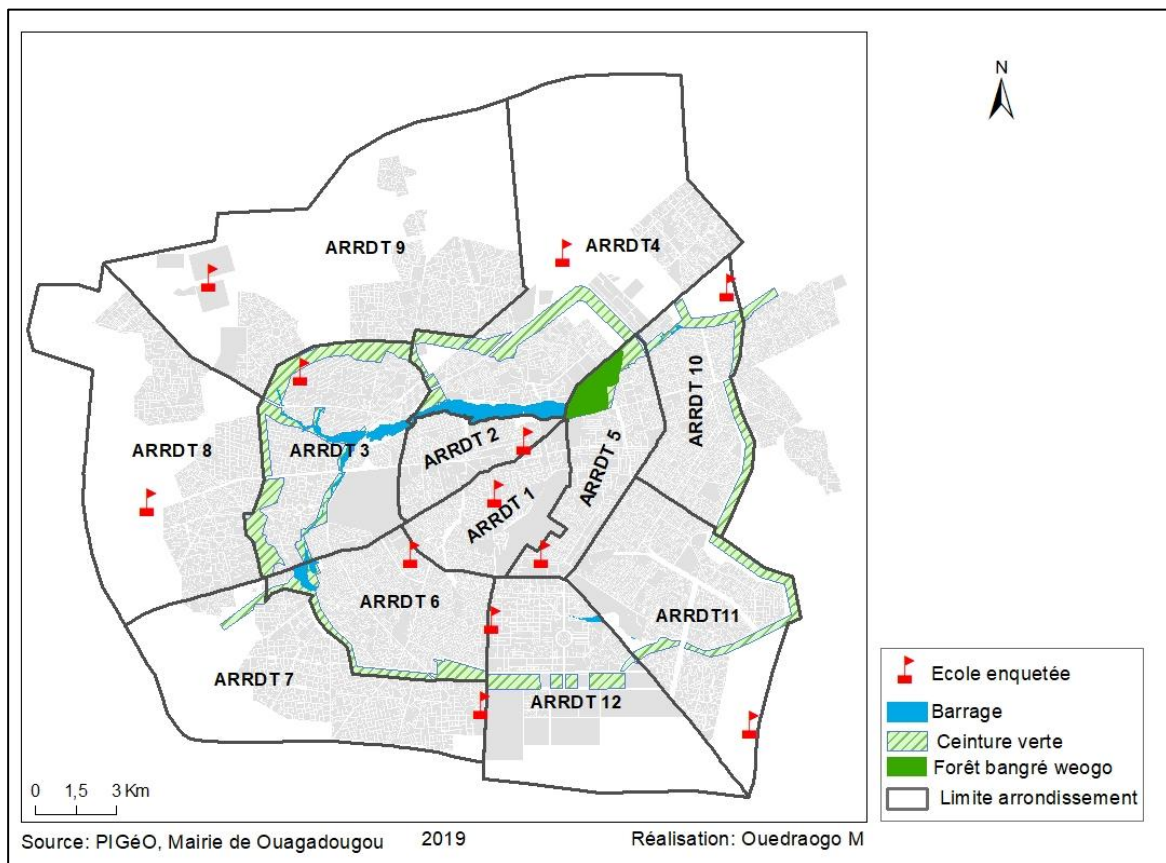 N
ARRDT 9
ARRDT4
ARRDT 10
ARRDT 8
ARRDT 3
ARRDT 2
ARRDT 5
ARRDT 1
ARRDT 6
ARRDT11
ARRDT 7
ARRDT 12
Ecole enquetée
Barrage
Ceinture verte
Forêt bangré weogo
Limite arrondissement
0 1,5 3 Km
Source: PIGéO, Mairie de Ouagadougou 2019 Réalisation: Ouedraogo M